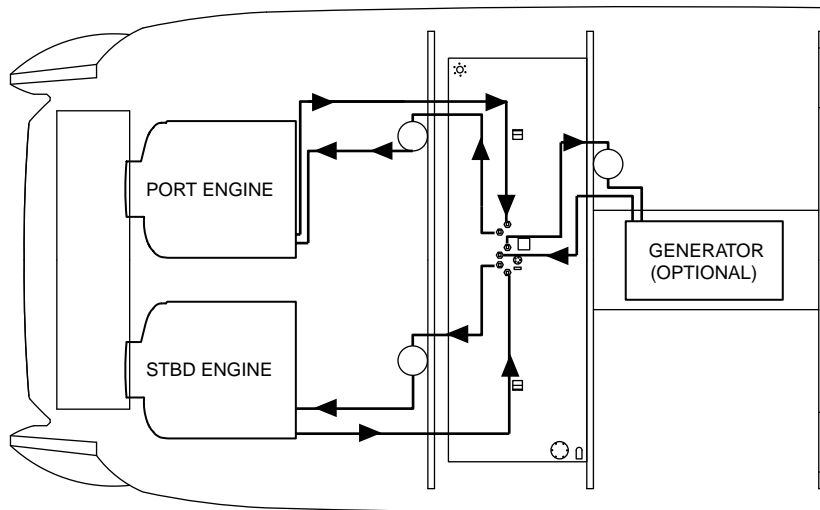 PORT ENGINE
GENERATOR
(OPTIONAL)
STBD ENGINE